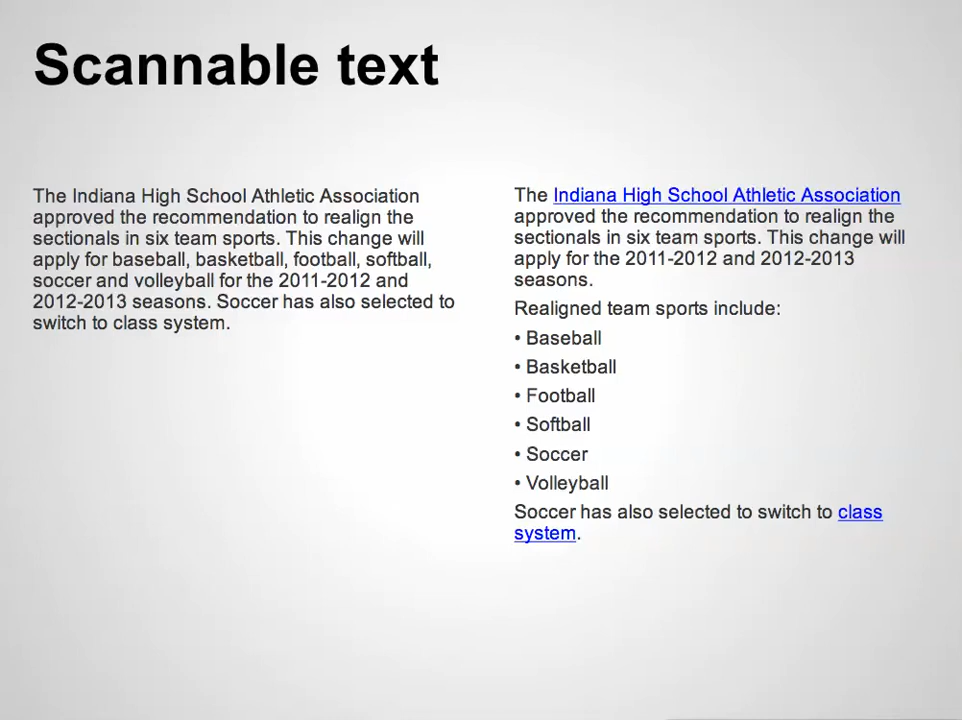 Scannable text
The Indiana High School Athletic Association
approved the recommendation to realign the
sectionals in six team sports. This change will
apply for baseball, basketball, football, softball,
soccer and volleyball for the 2011-2012 and
2012-2013 seasons. Soccer has also selected to
switch to class system.
The Indiana High School Athletic Association
approved the recommendation to realign the
sectionals in six team sports. This change will
apply for the 2011-2012 and 2012-2013
seasons.
Realigned team sports include:
• Baseball
• Basketball
• Football
• Softball
• Soccer
• Volleyball
Soccer has also selected to switch to class
system.